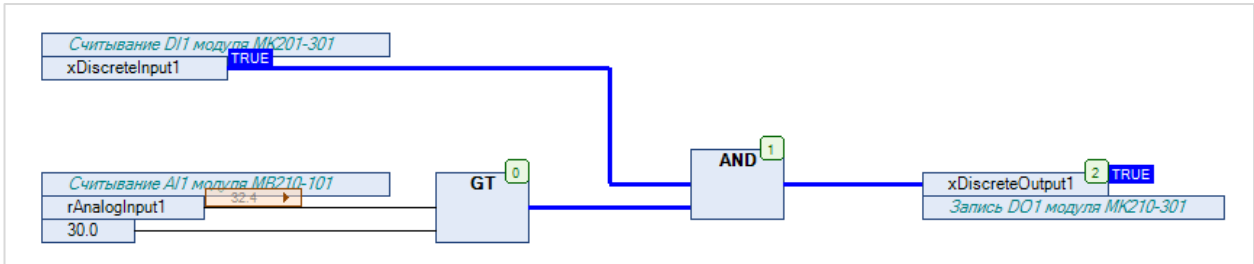 Считывание DI1 модуля МК201-301
xDiscreteInput1 TRUE
Считывание AI1 модуля МВ210-101
rAnalogInput1 32.4
30.0
GT 0
AND 1
xDiscreteOutput1 2 TRUE
Запись DO1 модуля МК210-301